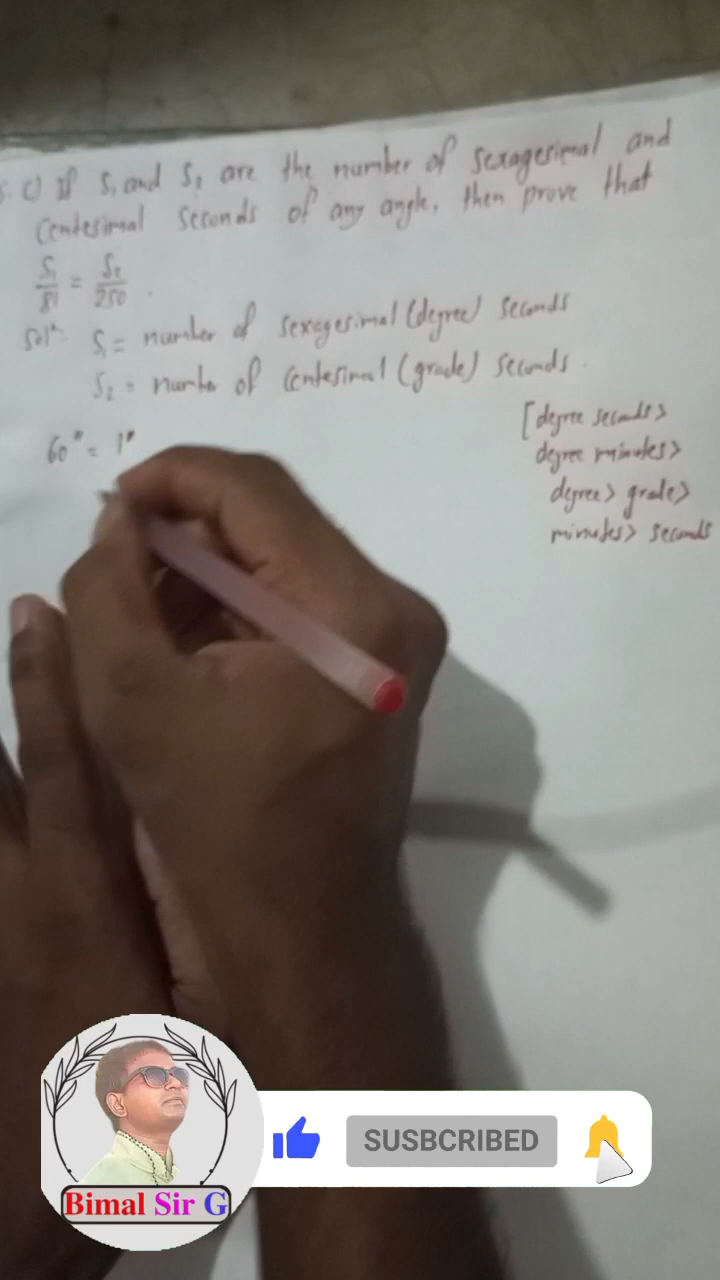 5. c) If S₁ and S₂ are the number of sexagesimal and
Centesimal seconds of any angle, then prove that
S₁/81 = S₂/250 .
Solⁿ: S₁ = number of sexagesimal (degree) seconds
S₂ = number of centesimal (grade) seconds.
[degree seconds>
degree minutes>
degree> grade>
minutes> seconds
60" = 1'
SUSBCRIBED
Bimal Sir G